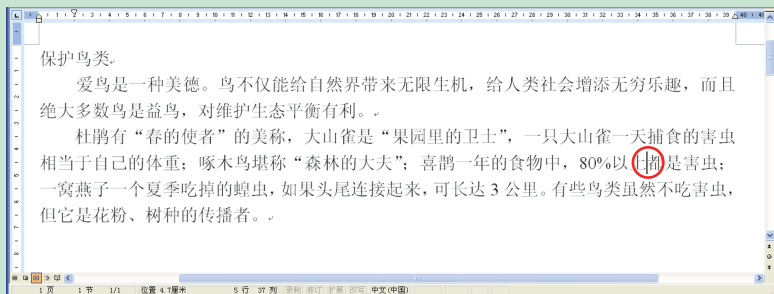 保护鸟类
爱鸟是一种美德。鸟不仅能给自然界带来无限生机，给人类社会增添无穷乐趣，而且
绝大多数鸟是益鸟，对维护生态平衡有利。
杜鹃有“春的使者”的美称，大山雀是“果园里的卫士”，一只大山雀一天捕食的害虫
相当于自己的体重；啄木鸟堪称“森林的大夫”；喜鹊一年的食物中，80%以上都是害虫；
一窝燕子一个夏季吃掉的蝗虫，如果头尾连接起来，可长达 3 公里。有些鸟类虽然不吃害虫，
但它是花粉、树种的传播者。
1 页 1 节 1/1 位置 4.7厘米 5 行 37 列 录制 修订 扩展 改写 中文(中国)